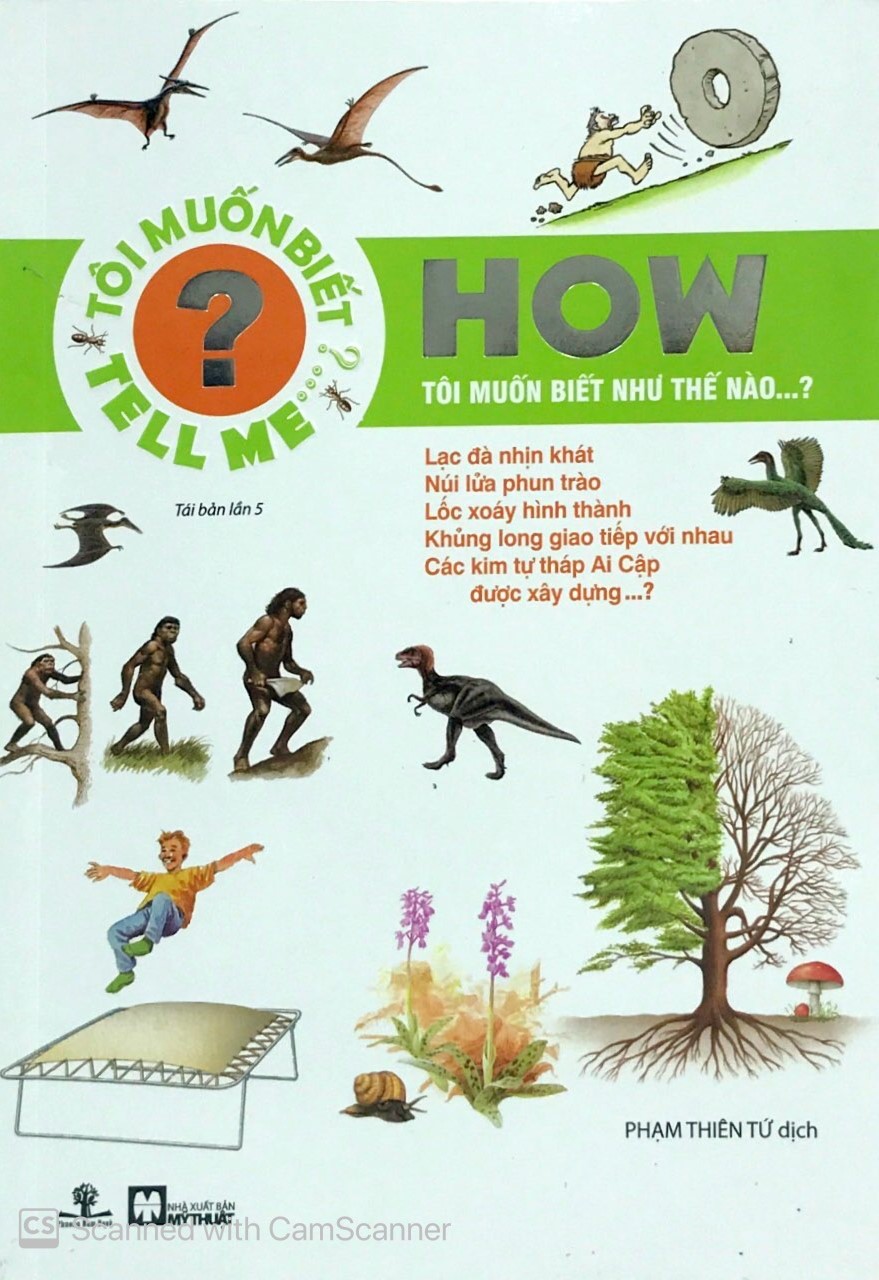 TÔI MUỐN BIẾT
?
?
TELL ME
HOW
TÔI MUỐN BIẾT NHƯ THẾ NÀO...?
Lạc đà nhịn khát
Núi lửa phun trào
Lốc xoáy hình thành
Khủng long giao tiếp với nhau
Các kim tự tháp Ai Cập
được xây dựng...?
Tái bản lần 5
PHẠM THIÊN TỨ dịch
NHÀ XUẤT BẢN
MỸ THUẬT
CS Scanned with CamScanner